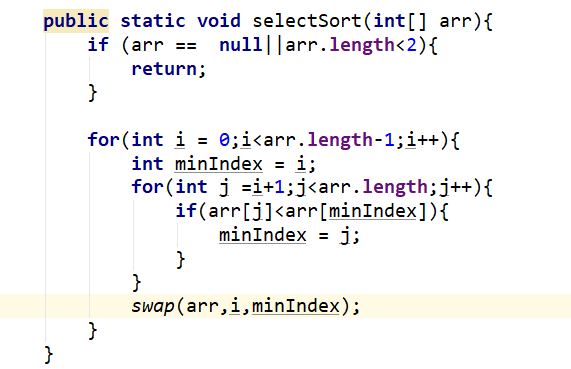 public static void selectSort(int[] arr){
    if (arr ==  null||arr.length<2){
        return;
    }

    for(int i = 0;i<arr.length-1;i++){
        int minIndex = i;
        for(int j =i+1;j<arr.length;j++){
            if(arr[j]<arr[minIndex]){
                minIndex = j;
            }
        }
        swap(arr,i,minIndex);
    }
}